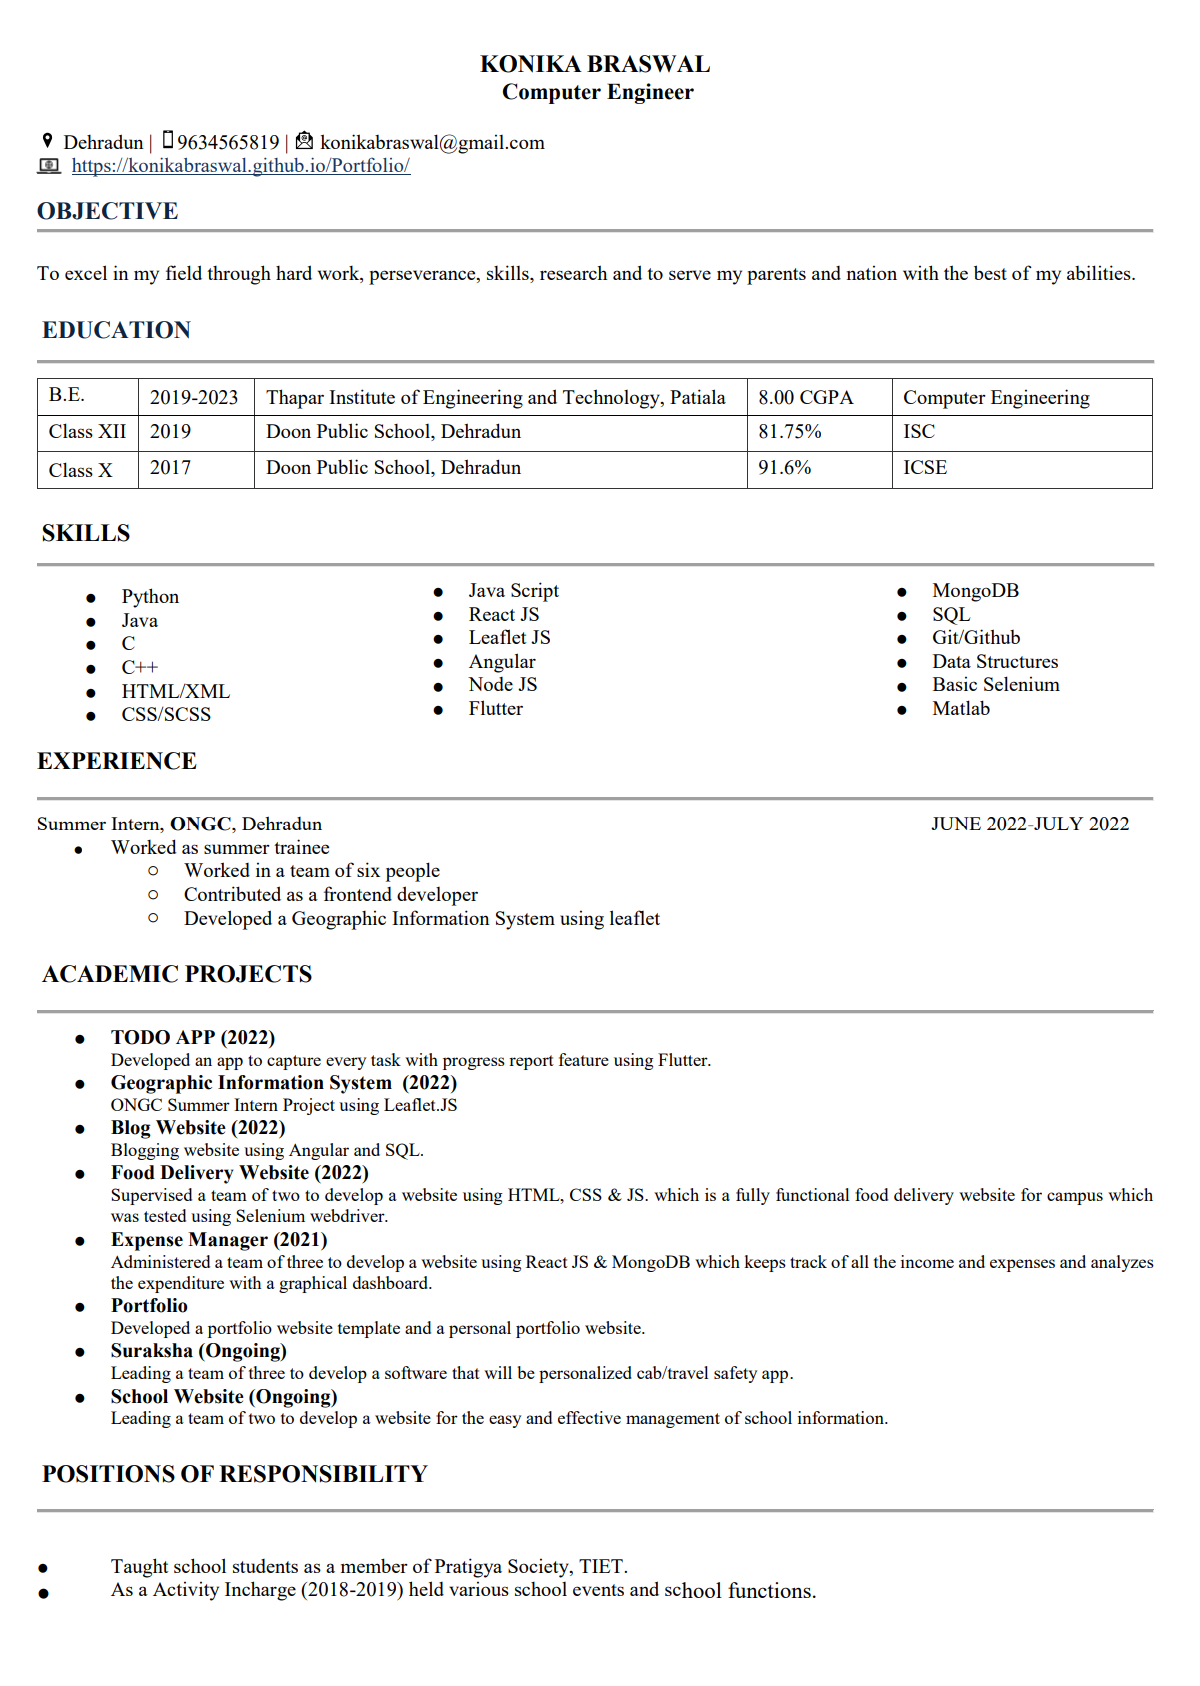 KONIKA BRASWAL
Computer Engineer
Dehradun | 9634565819 | konikabraswal@gmail.com
https://konikabraswal.github.io/Portfolio/
OBJECTIVE
To excel in my field through hard work, perseverance, skills, research and to serve my parents and nation with the best of my abilities.
EDUCATION
B.E. 2019-2023 Thapar Institute of Engineering and Technology, Patiala 8.00 CGPA Computer Engineering
Class XII 2019 Doon Public School, Dehradun 81.75% ISC
Class X 2017 Doon Public School, Dehradun 91.6% ICSE
SKILLS
● Python
● Java
● C
● C++
● HTML/XML
● CSS/SCSS
● Java Script
● React JS
● Leaflet JS
● Angular
● Node JS
● Flutter
● MongoDB
● SQL
● Git/Github
● Data Structures
● Basic Selenium
● Matlab
EXPERIENCE
Summer Intern, ONGC, Dehradun JUNE 2022-JULY 2022
● Worked as summer trainee
○ Worked in a team of six people
○ Contributed as a frontend developer
○ Developed a Geographic Information System using leaflet
ACADEMIC PROJECTS
● TODO APP (2022)
Developed an app to capture every task with progress report feature using Flutter.
● Geographic Information System (2022)
ONGC Summer Intern Project using Leaflet.JS
● Blog Website (2022)
Blogging website using Angular and SQL.
● Food Delivery Website (2022)
Supervised a team of two to develop a website using HTML, CSS & JS. which is a fully functional food delivery website for campus which
was tested using Selenium webdriver.
● Expense Manager (2021)
Administered a team of three to develop a website using React JS & MongoDB which keeps track of all the income and expenses and analyzes
the expenditure with a graphical dashboard.
● Portfolio
Developed a portfolio website template and a personal portfolio website.
● Suraksha (Ongoing)
Leading a team of three to develop a software that will be personalized cab/travel safety app.
● School Website (Ongoing)
Leading a team of two to develop a website for the easy and effective management of school information.
POSITIONS OF RESPONSIBILITY
● Taught school students as a member of Pratigya Society, TIET.
● As a Activity Incharge (2018-2019) held various school events and school functions.